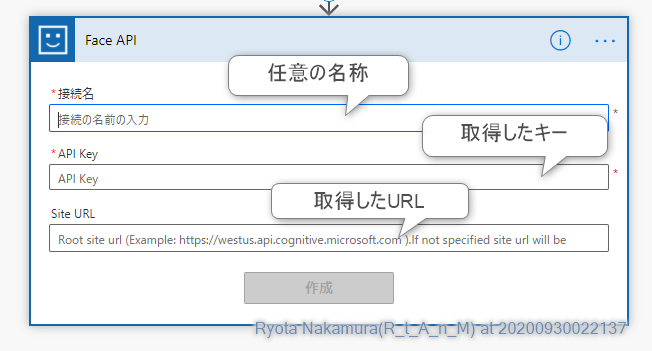 Face API
任意の名称
*接続名
接続の名前の入力
*
取得したキー
*API Key
API Key
*
取得したURL
Site URL
Root site url (Example: https://westus.api.cognitive.microsoft.com ).If not specified site url will be
作成
Ryota Nakamura(R_t_A_n_M) at 20200930022137